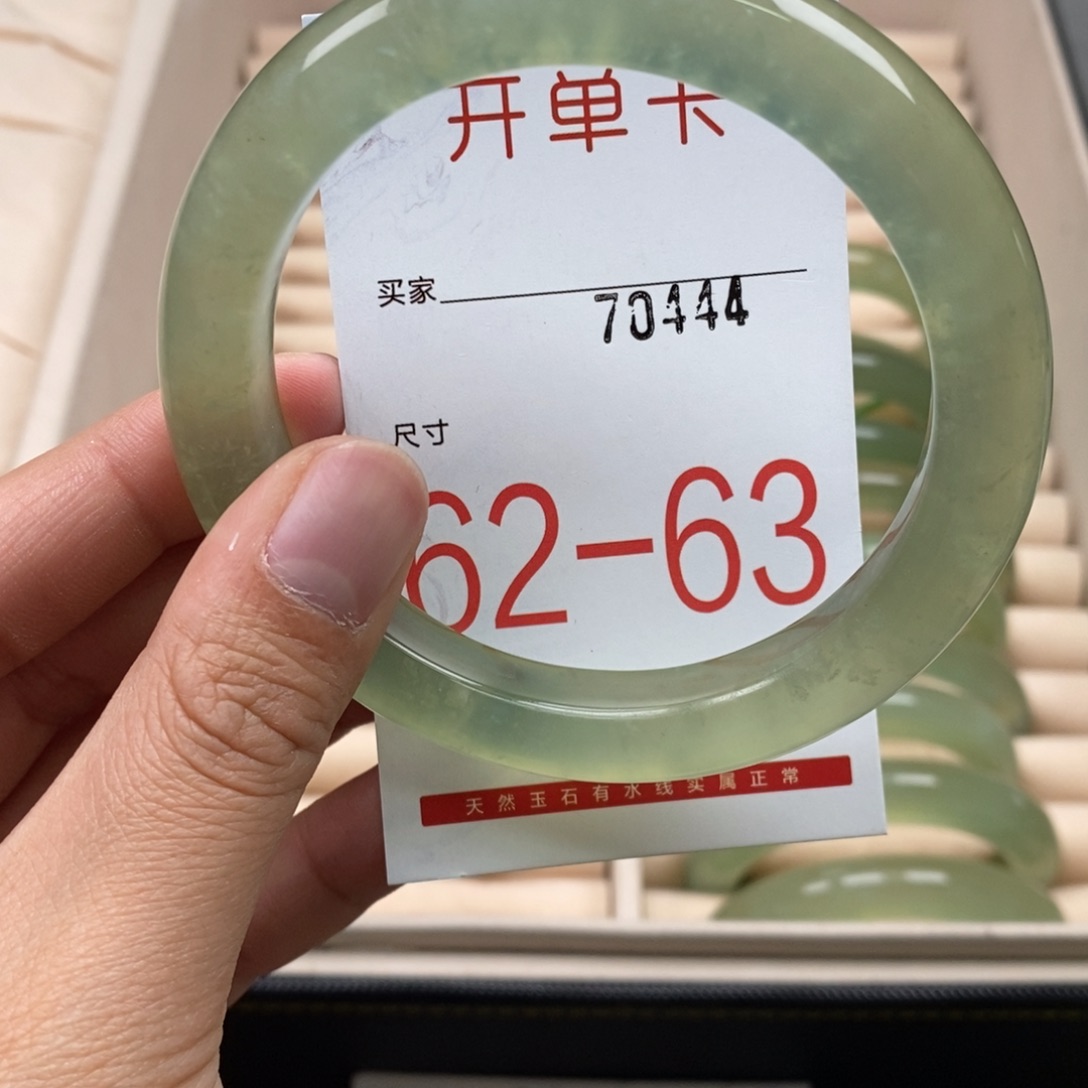 开单卡
买家
70444
尺寸
62-63
天然玉石有水线实属正常